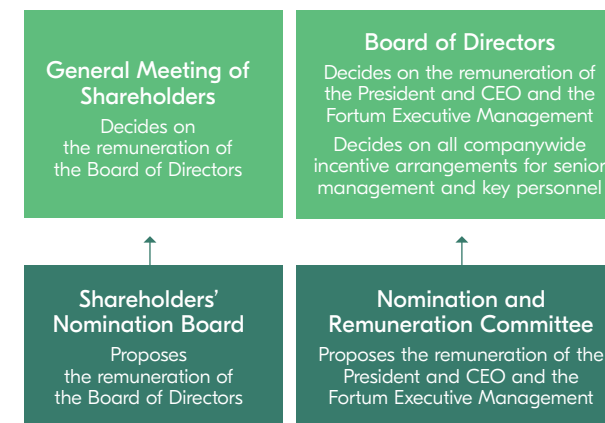 General Meeting of
Shareholders
Decides on
the remuneration of
the Board of Directors
Board of Directors
Decides on the remuneration of
the President and CEO and the
Fortum Executive Management
Decides on all companywide
incentive arrangements for senior
management and key personnel
Shareholders'
Nomination Board
Proposes
the remuneration of
the Board of Directors
Nomination and
Remuneration Committee
Proposes the remuneration of the
President and CEO and the
Fortum Executive Management